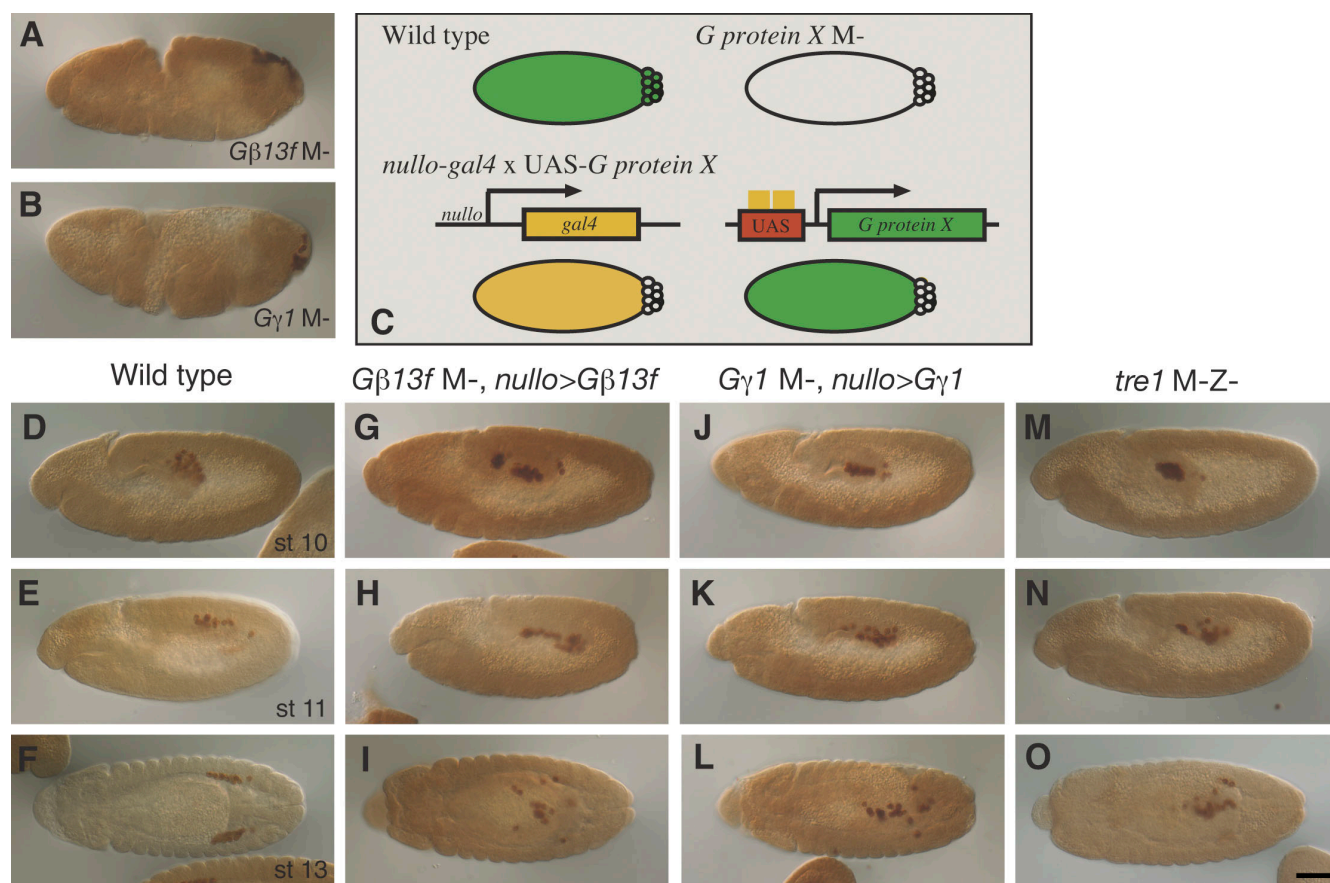 A
Gβ13f M-
B
Gγ1 M-
Wild type
G protein X M-
nullo-gal4 x UAS-G protein X
nullo
gal4
UAS
G protein X
C
Wild type
Gβ13f M-, nullo>Gβ13f
Gγ1 M-, nullo>Gγ1
tre1 M-Z-
D
st 10
G
J
M
E
st 11
H
K
N
F
st 13
I
L
O